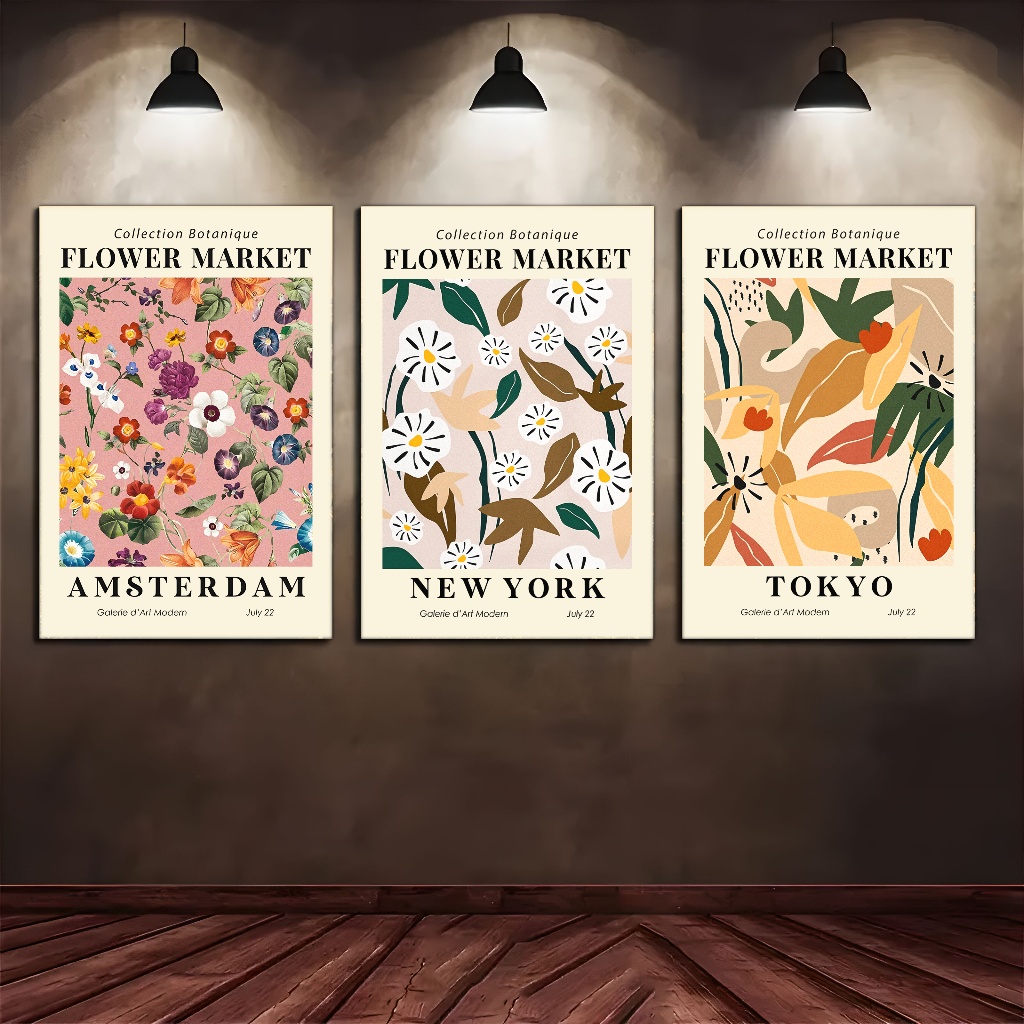 Collection Botanique
FLOWER MARKET
AMSTERDAM
Galerie d'Art Modern July 22
Collection Botanique
FLOWER MARKET
NEW YORK
Galerie d'Art Modern July 22
Collection Botanique
FLOWER MARKET
TOKYO
Galerie d'Art Modern July 22